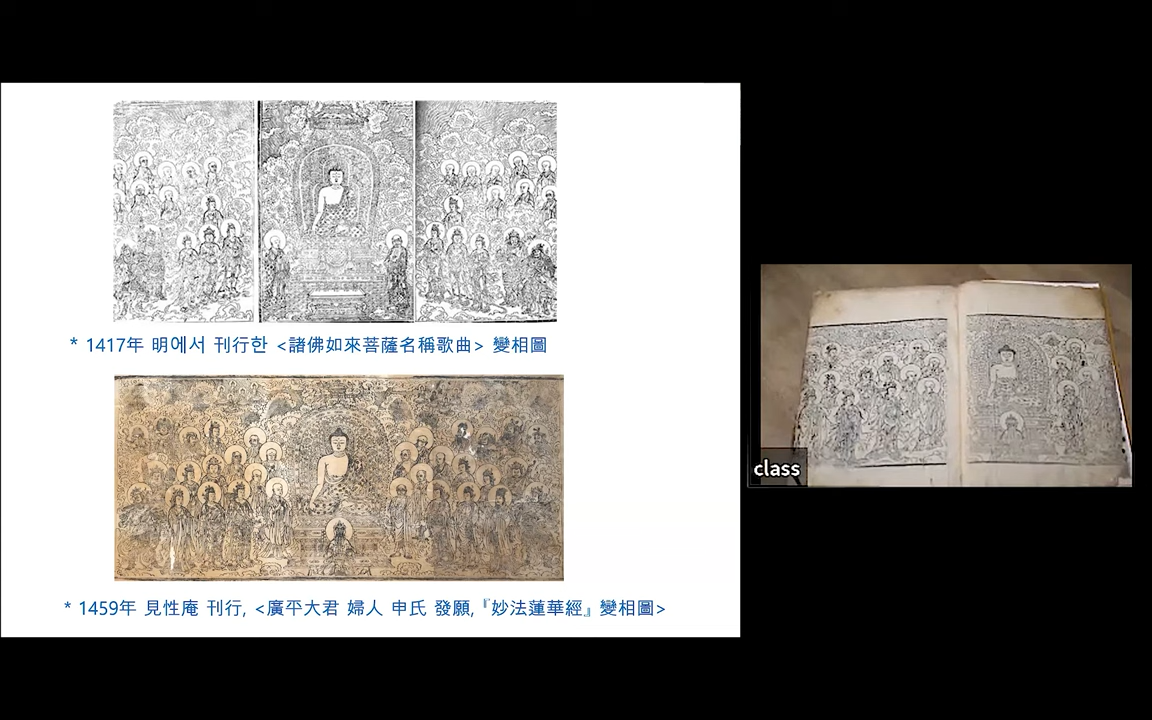 * 1417年 明에서 刊行한 <諸佛如來菩薩名稱歌曲> 變相圖
* 1459年 見性庵 刊行, <廣平大君 婦人 申氏 發願, 『妙法蓮華經』 變相圖>
class